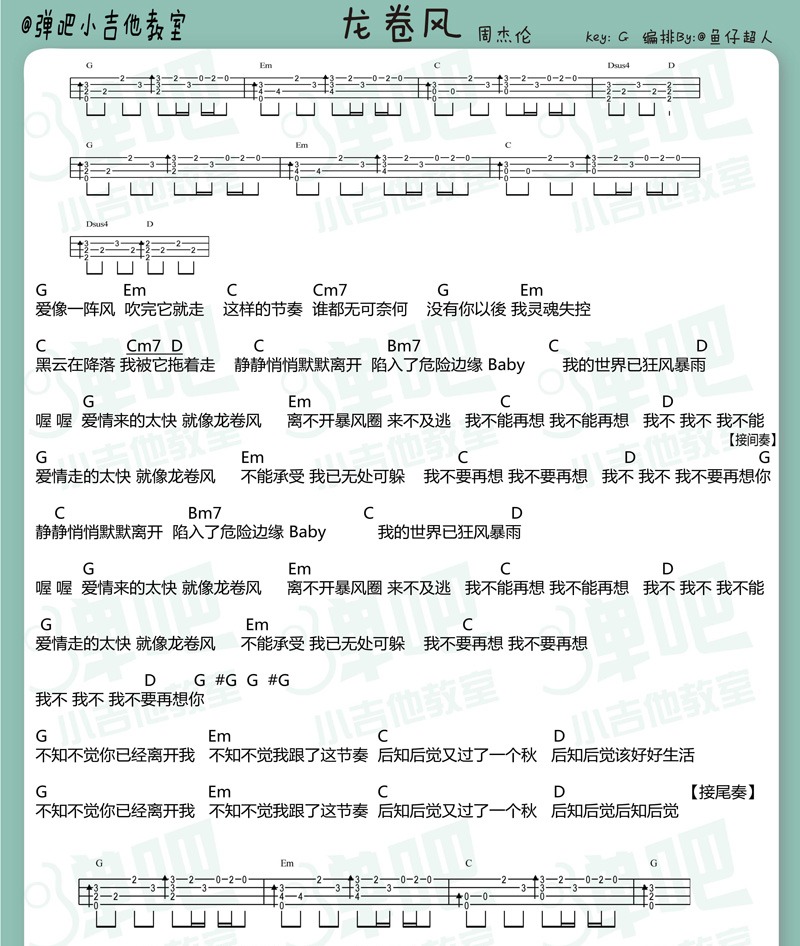 @弹吧小吉他教室 龙卷风 周杰伦 key: G 编排By:@鱼仔超人
G Em C Dsus4 D
G Em C
Dsus4 D
G Em C Cm7 G Em
爱像一阵风 吹完它就走 这样的节奏 谁都无可奈何 没有你以後 我灵魂失控
C Cm7 D C Bm7 C D
黑云在降落 我被它拖着走 静静悄悄默默离开 陷入了危险边缘 Baby 我的世界已狂风暴雨
G Em C D
喔 喔 爱情来的太快 就像龙卷风 离不开暴风圈 来不及逃 我不能再想 我不能再想 我不 我不 我不能
【接间奏】
G Em C D G
爱情走的太快 就像龙卷风 不能承受 我已无处可躲 我不要再想 我不要再想 我不 我不 我不要再想你
C Bm7 C D
静静悄悄默默离开 陷入了危险边缘 Baby 我的世界已狂风暴雨
G Em C D
喔 喔 爱情来的太快 就像龙卷风 离不开暴风圈 来不及逃 我不能再想 我不能再想 我不 我不 我不能
G Em C
爱情走的太快 就像龙卷风 不能承受 我已无处可躲 我不要再想 我不要再想
D G #G G #G
我不 我不 我不要再想你
G Em C D
不知不觉你已经离开我 不知不觉我跟了这节奏 后知后觉又过了一个秋 后知后觉该好好生活
G Em C D 【接尾奏】
不知不觉你已经离开我 不知不觉我跟了这节奏 后知后觉又过了一个秋 后知后觉后知后觉
G Em C G